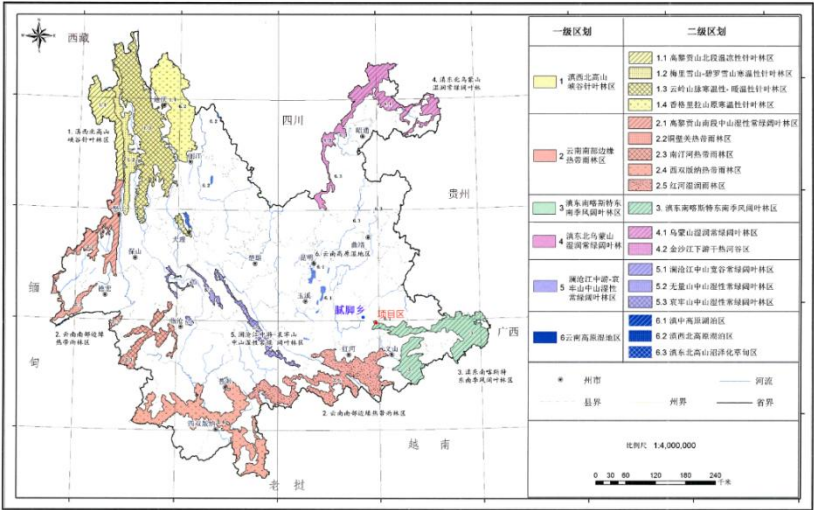 西藏
四川
贵州
广西
缅
甸
越 南
老 挝
4. 滇东北乌蒙山
湿润常绿阔叶林
1. 滇西北高山
峡谷针叶林区
昭通
丽江
大理
保山
楚雄
昆明
曲靖
6. 云南高原湿地区
玉溪
腻脚乡
项目区
红河
文山
2. 云南南部边缘
热带雨林区
5. 澜沧江中游-哀牢山
中山湿性常绿阔叶林区
3. 滇东南喀斯特
东南季风阔叶林区
2. 云南南部边缘热带雨林区
一级区划
二级区划
1 滇西北高山
峡谷针叶林区
1.1 高黎贡山北段温凉性针叶林区
1.2 梅里雪山-碧罗雪山寒温性针叶林区
1.3 云岭山脉寒温性-暖温性针叶林区
1.4 香格里拉山原寒温性针叶林区
2 云南南部边缘
热带雨林区
2.1 高黎贡山南段中山湿性常绿阔叶林区
2.2铜壁关热带雨林区
2.3 南汀河热带雨林区
2.4 西双版纳热带雨林区
2.5 红河湿润雨林区
3 滇东南喀斯特东
南季风阔叶林区
3. 滇东南喀斯特东南季风阔叶林区
4 滇东北乌蒙山
湿润常绿阔叶林
4.1 乌蒙山湿润常绿阔叶林区
4.2 金沙江下游干热河谷区
5 澜沧江中游-哀
牢山中山湿性
常绿阔叶林区
5.1 澜沧江中山宽谷常绿阔叶林区
5.2 无量山中山湿性常绿阔叶林区
5.3 哀牢山中山湿性常绿阔叶林区
6云南高原湿地区
6.1 滇中高原湖泊区
6.2 滇西北高原湖泊区
6.3 滇东北高山沼泽化草甸区
州市
河流
县界
州界
省界
比例尺 1:4,000,000
0 30 60 120 180 240
千米